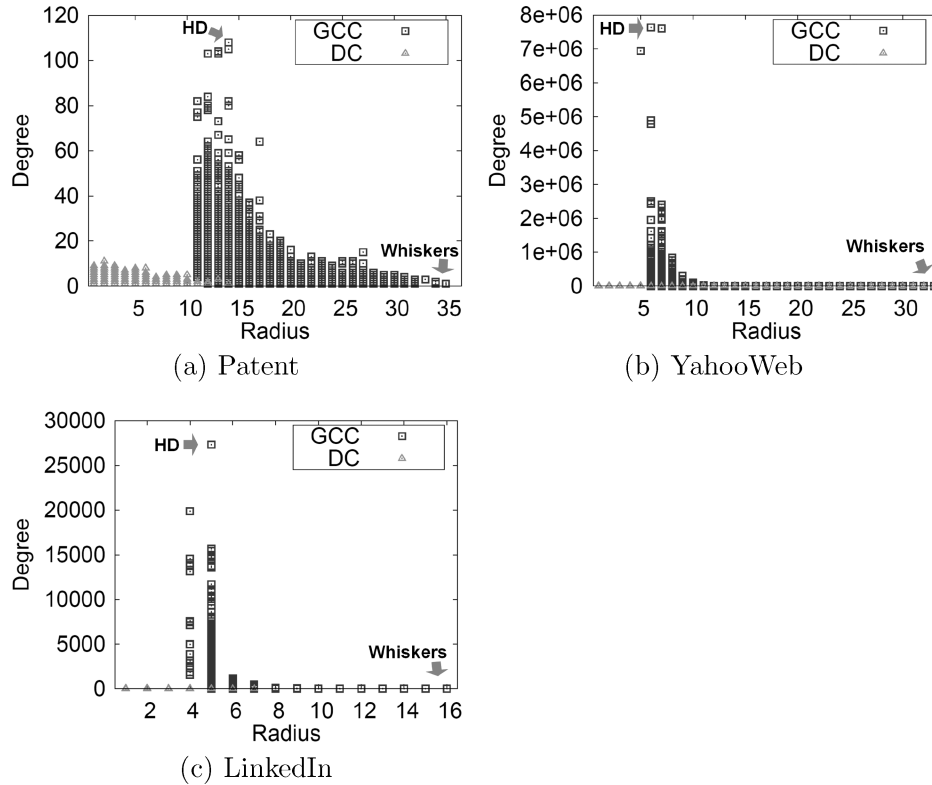 HD
GCC
DC
120
100
80
60
40
20
0
Degree
Whiskers
5 10 15 20 25 30 35
Radius
(a) Patent
HD
GCC
DC
8e+06
7e+06
6e+06
5e+06
4e+06
3e+06
2e+06
1e+06
0
Degree
Whiskers
5 10 15 20 25 30
Radius
(b) YahooWeb
HD
GCC
DC
30000
25000
20000
15000
10000
5000
0
Degree
Whiskers
2 4 6 8 10 12 14 16
Radius
(c) LinkedIn